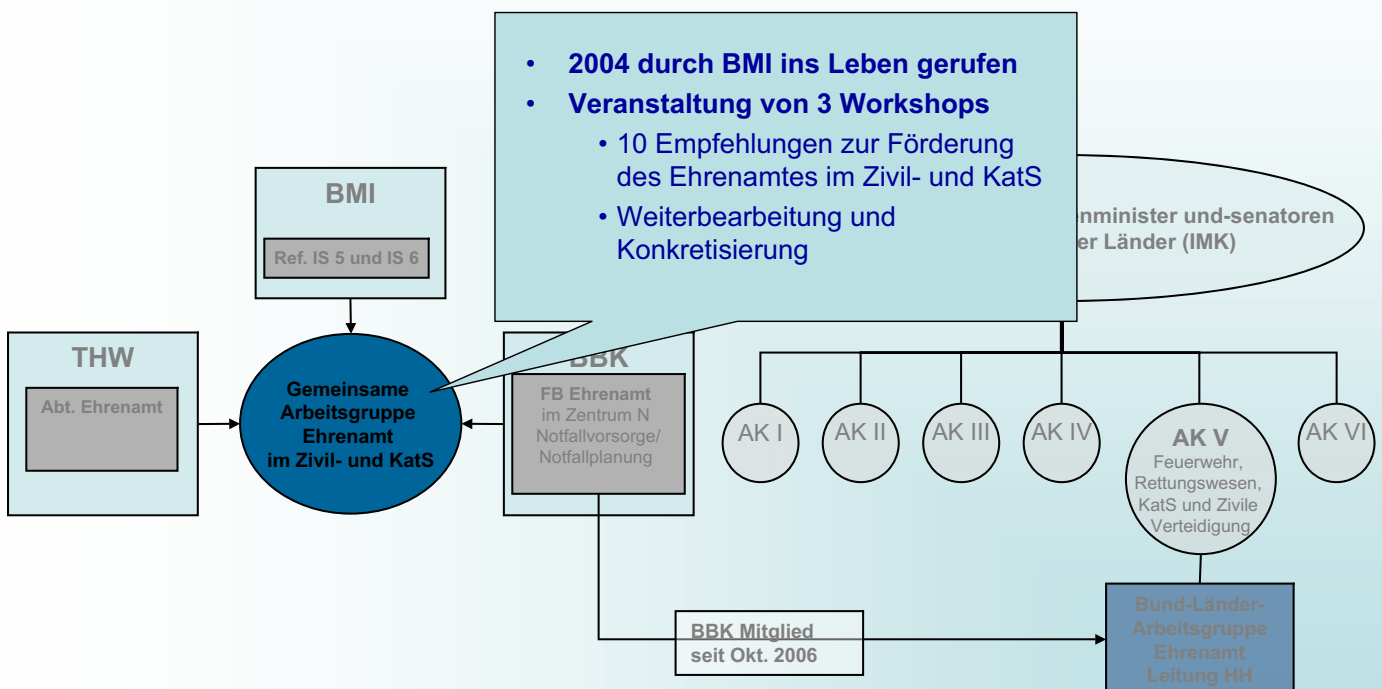 • 2004 durch BMI ins Leben gerufen
• Veranstaltung von 3 Workshops
• 10 Empfehlungen zur Förderung
des Ehrenamtes im Zivil- und KatS
• Weiterbearbeitung und
Konkretisierung
BMI
Ref. IS 5 und IS 6
und-senatoren
Länder (IMK)
THW
Abt. Ehrenamt
Gemeinsame
Arbeitsgruppe
Ehrenamt
im Zivil- und KatS
BBK
FB Ehrenamt
im Zentrum N
Notfallvorsorge/
Notfallplanung
AK I
AK II
AK III
AK IV
AK V
Feuerwehr,
Rettungswesen,
KatS und Zivile
Verteidigung
AK VI
BBK Mitglied
seit Okt. 2006
Bund-Länder-
Arbeitsgruppe
Ehrenamt
Leitung HH